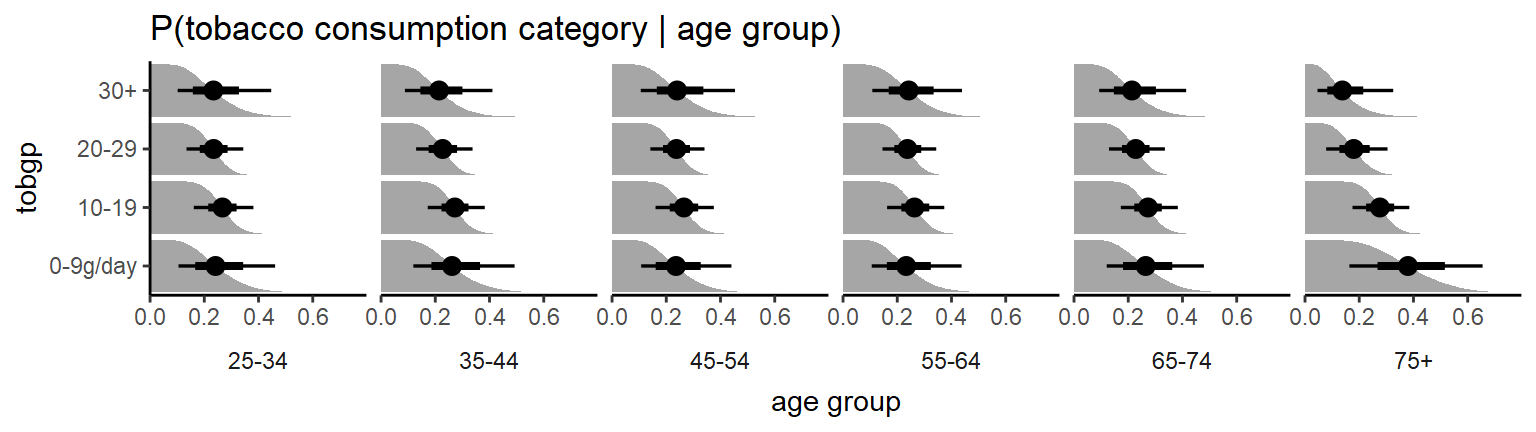 P(tobacco consumption category | age group)
tobgp
30+
20-29
10-19
0-9g/day
0.0 0.2 0.4 0.6 0.0 0.2 0.4 0.6 0.0 0.2 0.4 0.6 0.0 0.2 0.4 0.6 0.0 0.2 0.4 0.6 0.0 0.2 0.4 0.6
25-34 35-44 45-54 55-64 65-74 75+
age group